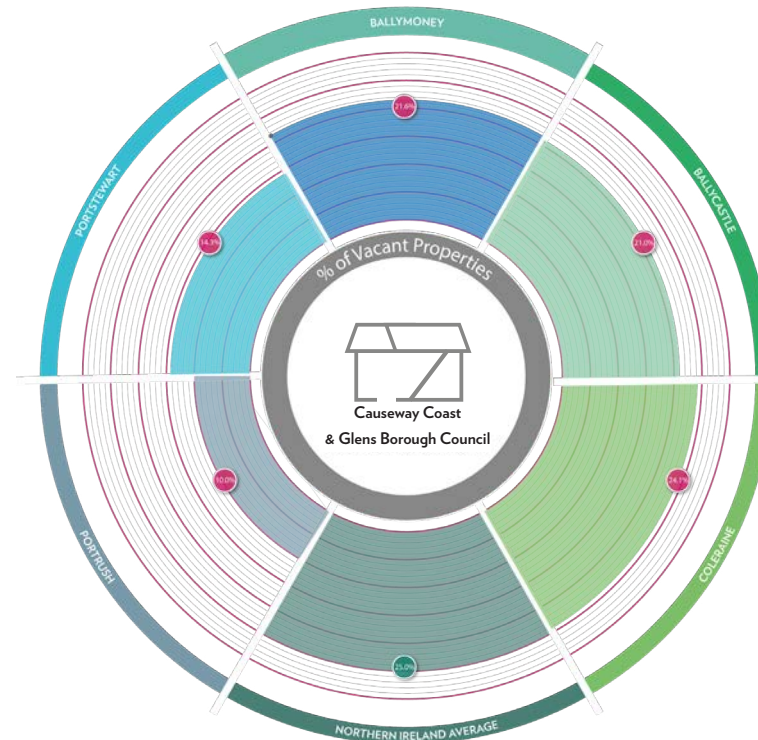 BALLYMONEY
21.6%
BALLYCASTLE
21.0%
COLERAINE
24.1%
NORTHERN IRELAND AVERAGE
25.0%
PORTRUSH
10.0%
PORTSTEWART
14.3%
% of Vacant Properties
Causeway Coast
& Glens Borough Council